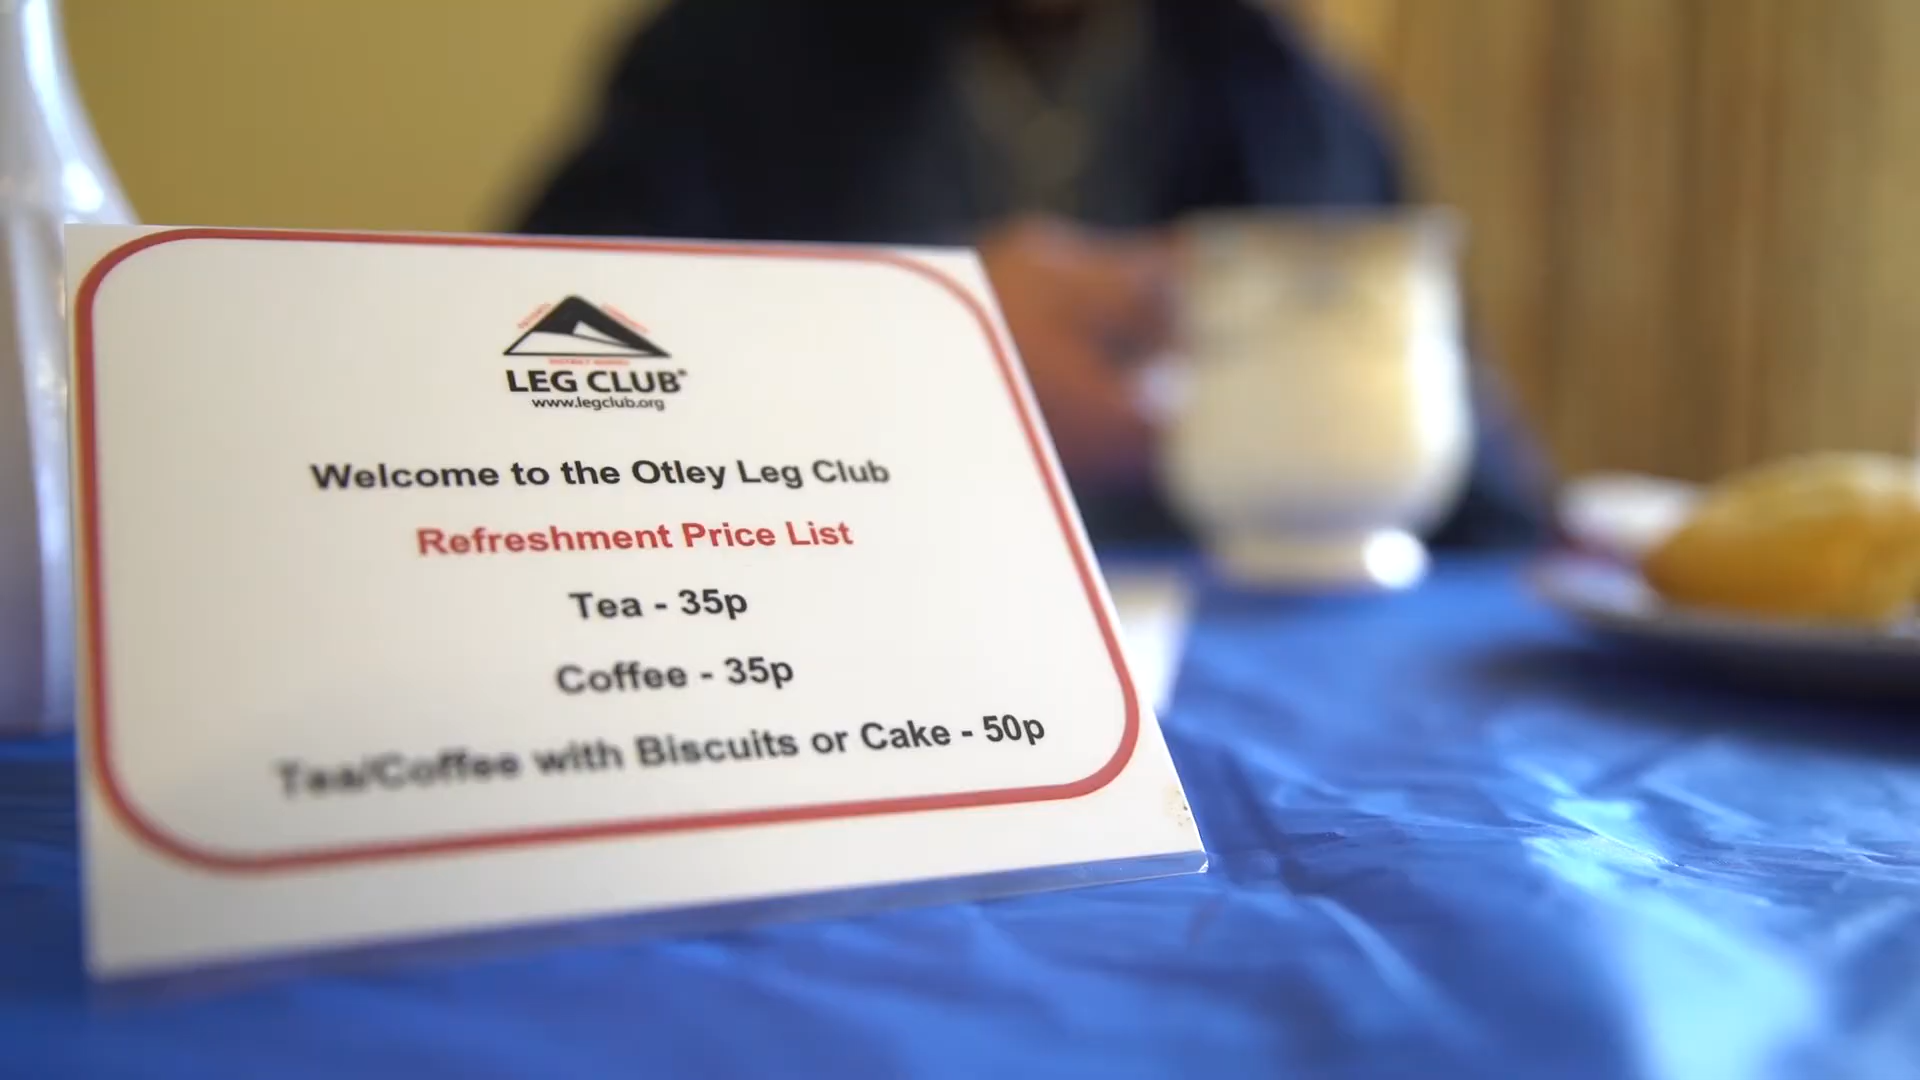 LEG CLUB®
www.legclub.org
Welcome to the Otley Leg Club
Refreshment Price List
Tea - 35p
Coffee - 35p
Tea/Coffee with Biscuits or Cake - 50p